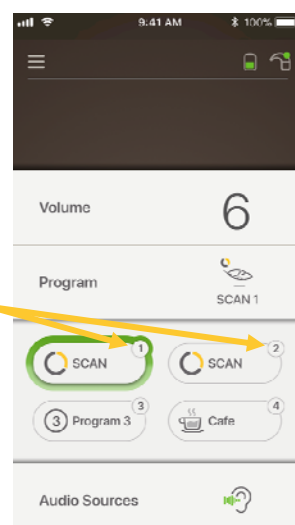 9:41 AM 100%
Volume 6
Program
SCAN 1
SCAN 1 SCAN 2
3 Program 3 3 Cafe 4
Audio Sources